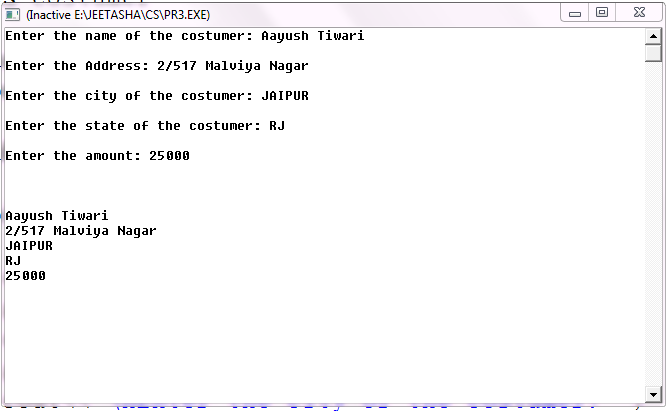 (Inactive E:\JEETASHA\CS\PR3.EXE)
Enter the name of the costumer: Aayush Tiwari
Enter the Address: 2/517 Malviya Nagar
Enter the city of the costumer: JAIPUR
Enter the state of the costumer: RJ
Enter the amount: 25000
Aayush Tiwari
2/517 Malviya Nagar
JAIPUR
RJ
25000